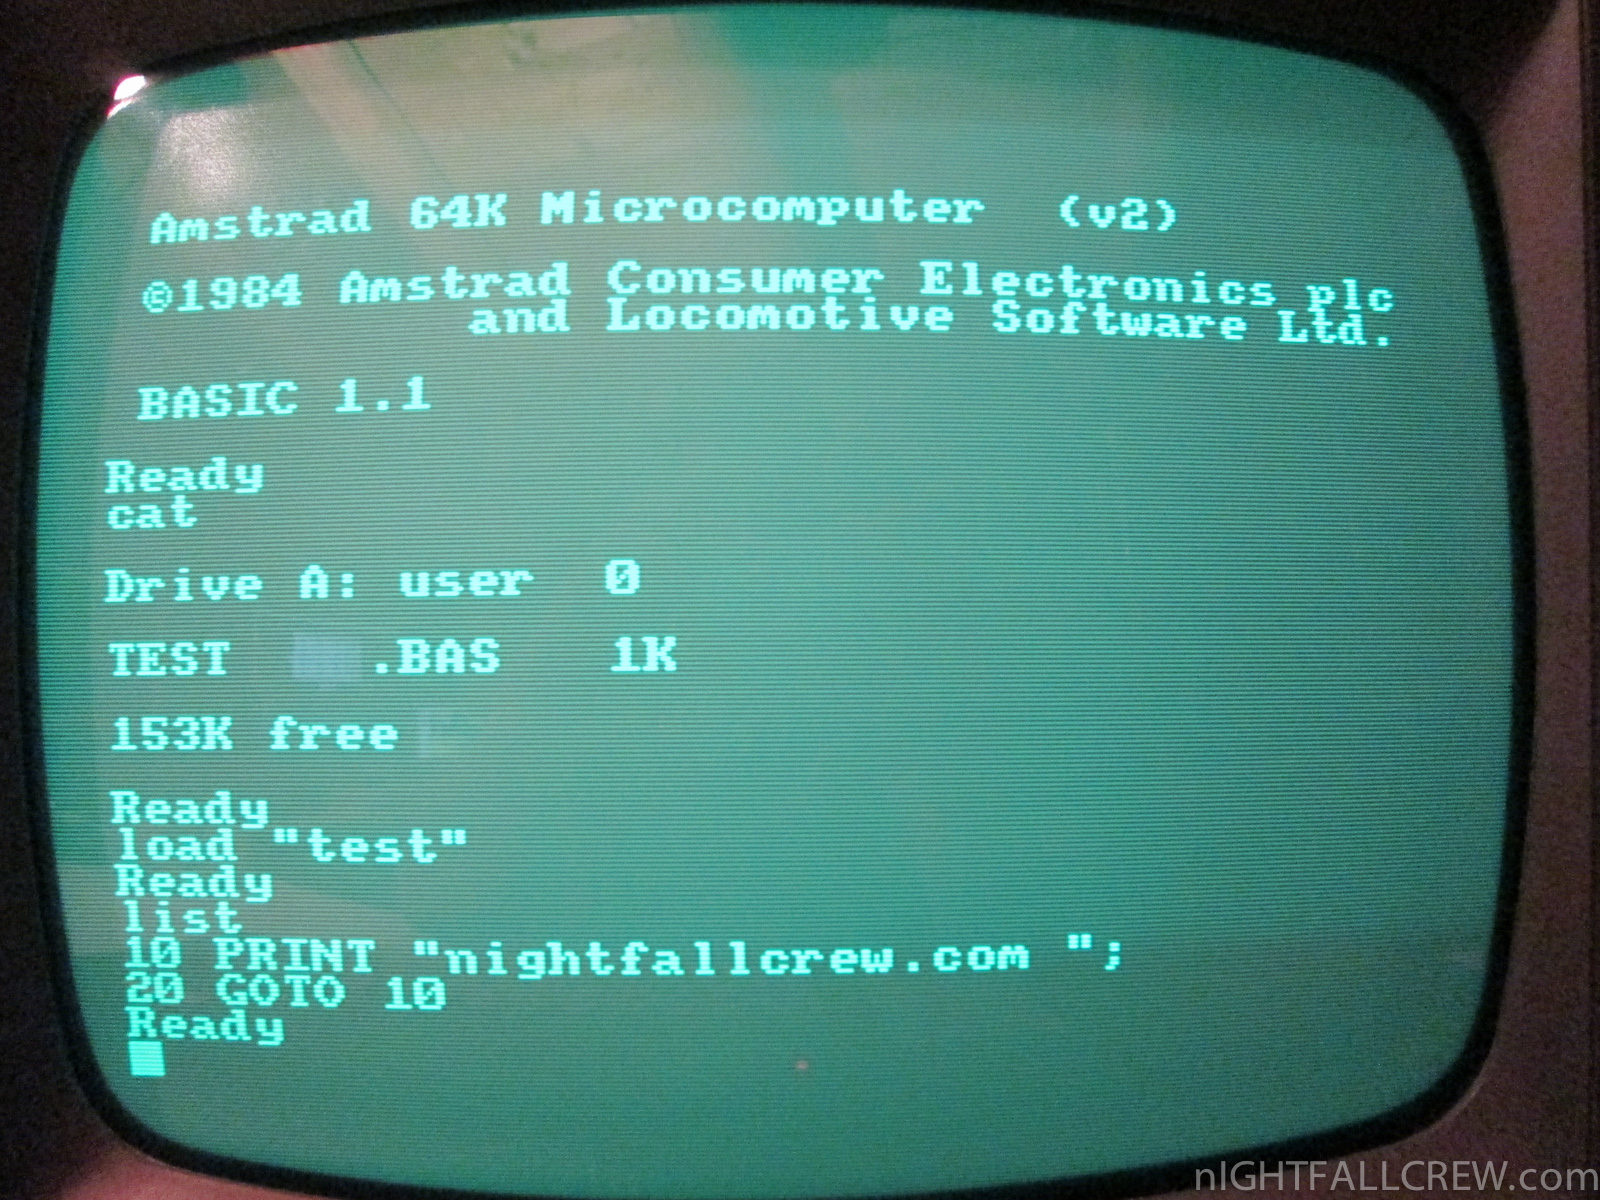 Amstrad 64K Microcomputer  (v2)
©1984 Amstrad Consumer Electronics plc
and Locomotive Software Ltd.
BASIC 1.1
Ready
cat
Drive A: user  0
TEST    .BAS   1K
153K free
Ready
load "test"
Ready
list
10 PRINT "nightfallcrew.com ";
20 GOTO 10
Ready
nIGHTFALLCREW.com